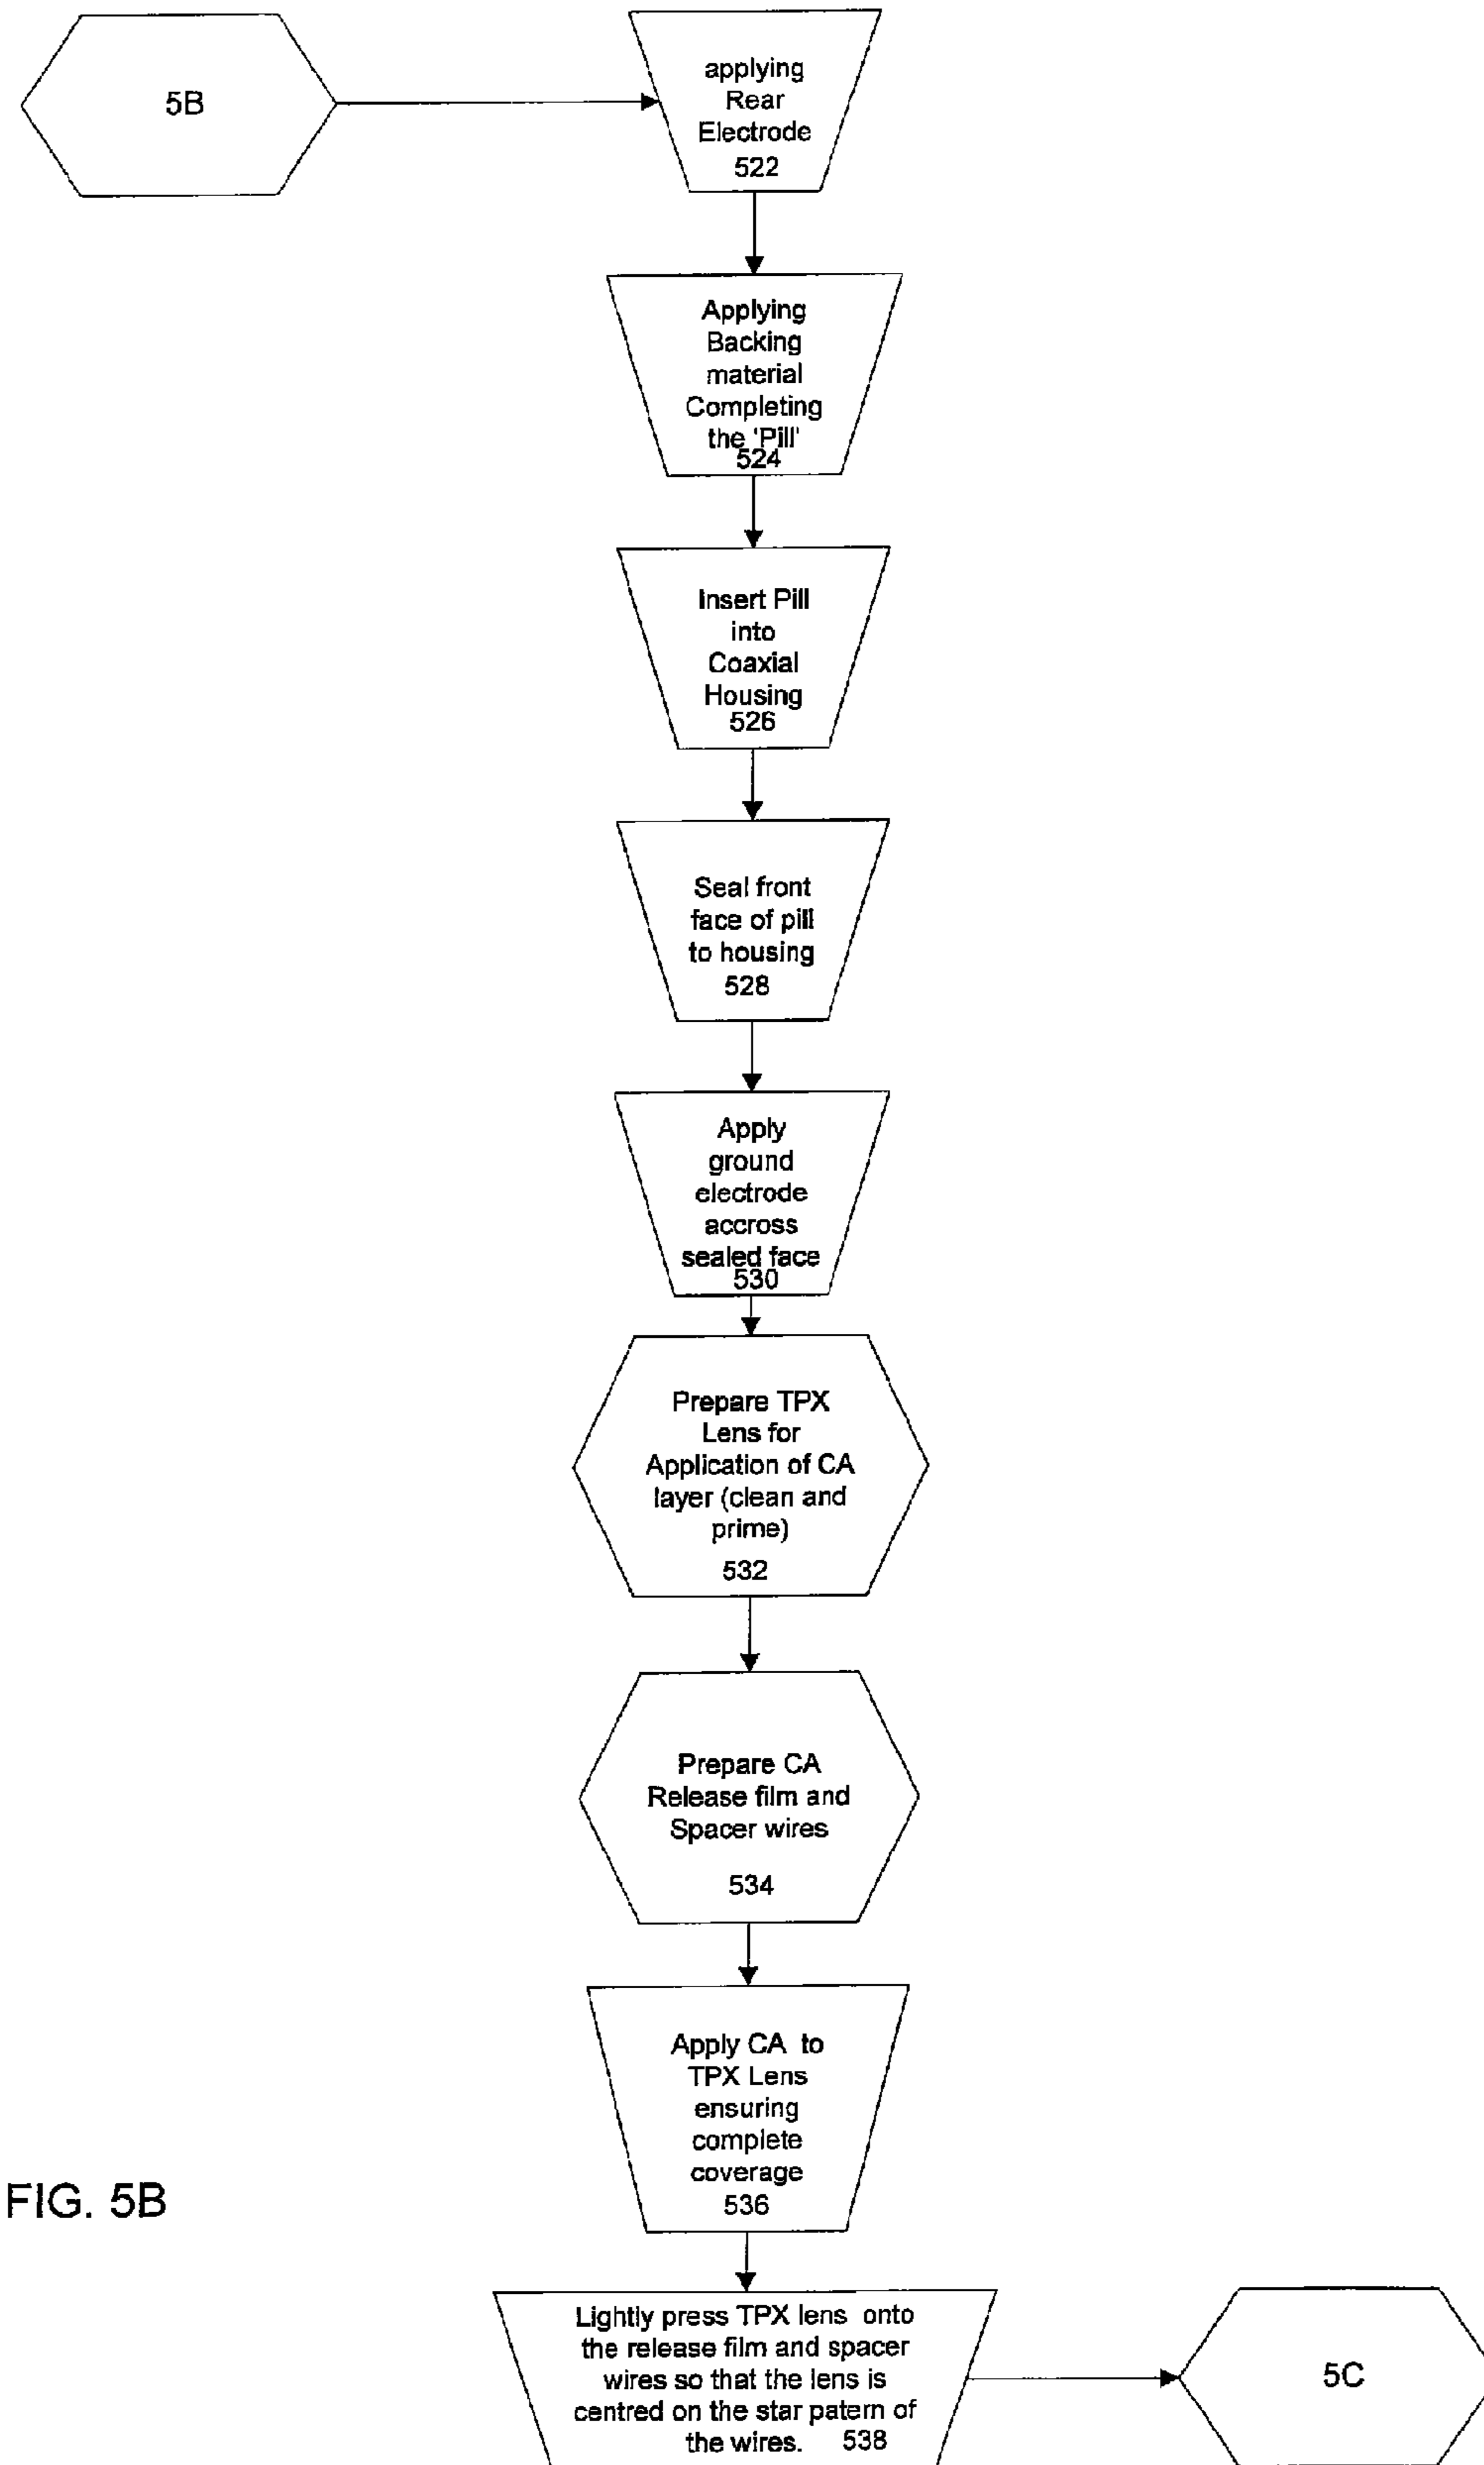 5B
applying
Rear
Electrode
522
Applying
Backing
material
Completing
the 'Pill'
524
Insert Pill
into
Coaxial
Housing
526
Seal front
face of pill
to housing
528
Apply
ground
electrode
accross
sealed face
530
Prepare TPX
Lens for
Application of CA
layer (clean and
prime)
532
Prepare CA
Release film and
Spacer wires
534
Apply CA to
TPX Lens
ensuring
complete
coverage
536
FIG. 5B
Lightly press TPX lens onto
the release film and spacer
wires so that the lens is
centred on the star patern of
the wires. 538
5C